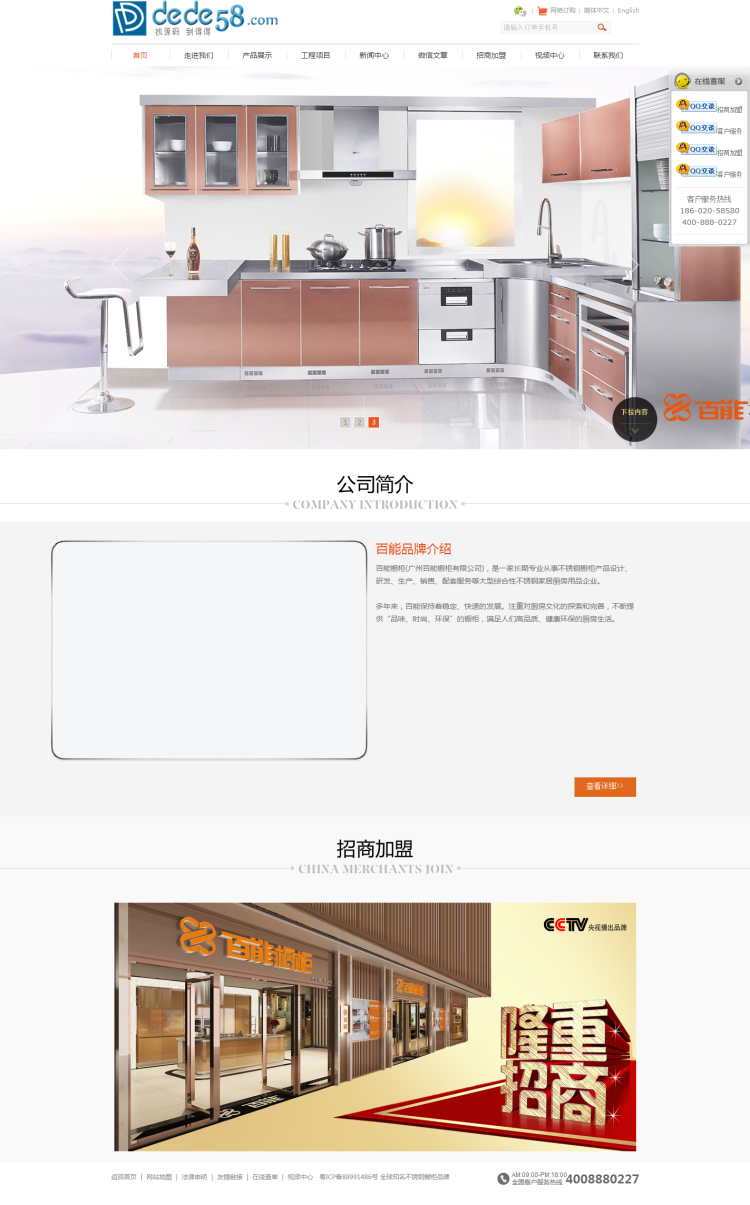 dede58.com
找源码 到得得
网络订购 | 简体中文 | English
请输入订单手机号
首页 走进我们 产品展示 工程项目 新闻中心 微信文章 招商加盟 视频中心 联系我们
在线客服
QQ交谈 招商加盟
QQ交谈 客户服务
QQ交谈 招商加盟
QQ交谈 客户服务
客户服务热线
186-020-58580
400-888-0227
下拉内容
百能
1 2 3
公司简介
COMPANY INTRODUCTION
百能品牌介绍
百能橱柜(广州百能橱柜有限公司)，是一家长期专业从事不锈钢橱柜产品设计、
研发、生产、销售、配套服务等大型综合性不锈钢家居厨房用品企业。
多年来，百能保持着稳定、快速的发展。注重对厨房文化的探索和完善，不断提
供“品味、时尚、环保”的橱柜，满足人们高品质、健康环保的厨房生活。
查看详细>>
招商加盟
CHINA MERCHANTS JOIN
百能橱柜
百能橱柜
CCTV 央视播出品牌
隆重
招商
百能
返回首页 | 网站地图 | 法律申明 | 友情链接 | 在线查单 | 视频中心 粤ICP备88991486号 全球知名不锈钢橱柜品牌
AM:09:00-PM:18:00
全国客户服务热线 4008880227